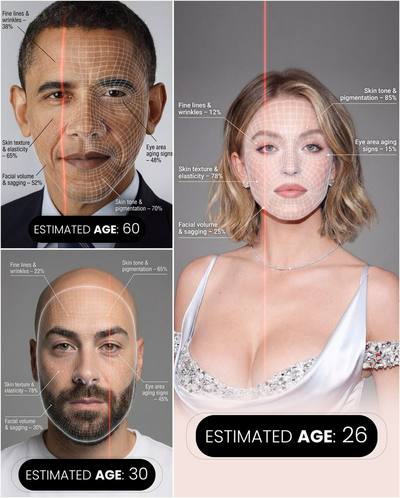 Fine lines &
wrinkles –
38%
Skin texture
& elasticity
– 65%
Eye area
aging signs
– 48%
Facial volume
& sagging – 52%
Skin tone &
pigmentation – 70%
ESTIMATED AGE: 60
Fine lines &
wrinkles – 22%
Skin tone &
pigmentation – 65%
Skin texture &
elasticity – 78%
Eye area
aging signs
– 45%
Facial volume
& sagging – 30%
ESTIMATED AGE: 30
Skin tone &
pigmentation – 85%
Fine lines &
wrinkles – 12%
Eye area aging
signs – 15%
Skin texture &
elasticity – 78%
Facial volume
& sagging – 25%
ESTIMATED AGE: 26